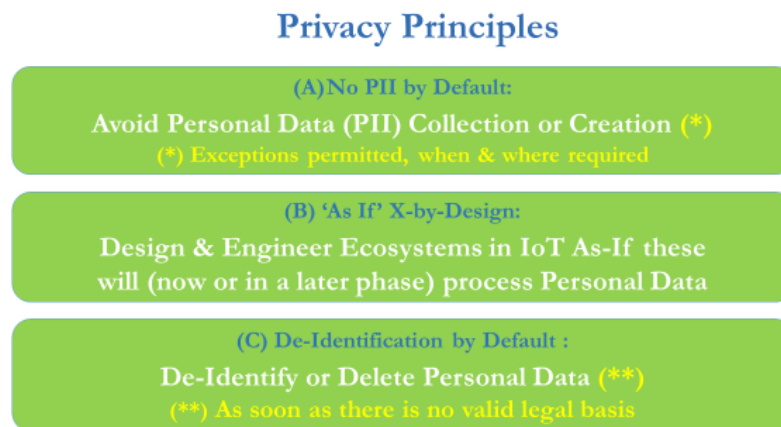 Privacy Principles
(A)No PII by Default:
Avoid Personal Data (PII) Collection or Creation (*)
(*) Exceptions permitted, when & where required
(B) ‘As If’ X-by-Design:
Design & Engineer Ecosystems in IoT As-If these
will (now or in a later phase) process Personal Data
(C) De-Identification by Default :
De-Identify or Delete Personal Data (**)
(**) As soon as there is no valid legal basis